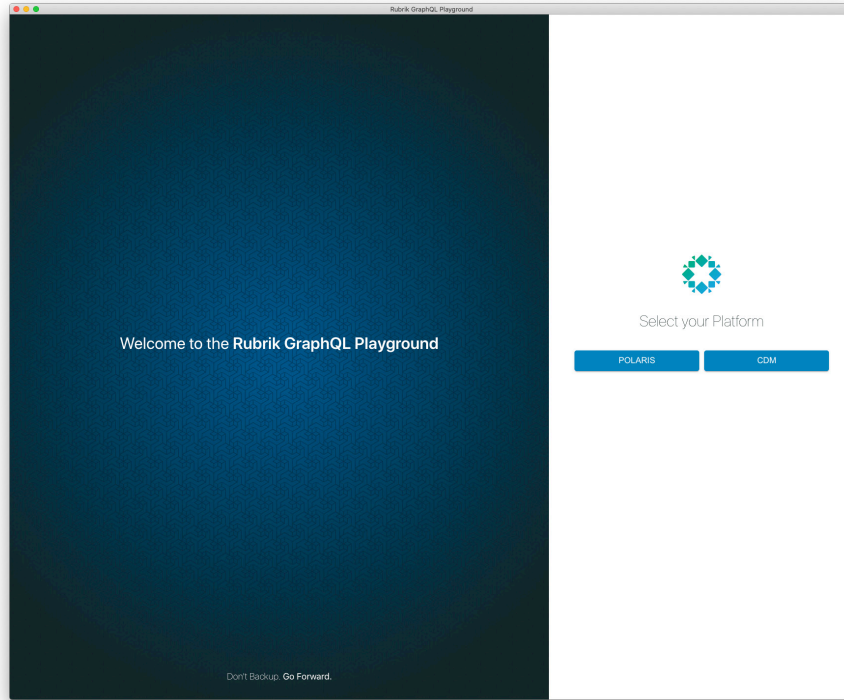 Rubrik GraphQL Playground
Welcome to the Rubrik GraphQL Playground
Don't Backup. Go Forward.
Select your Platform
POLARIS
CDM